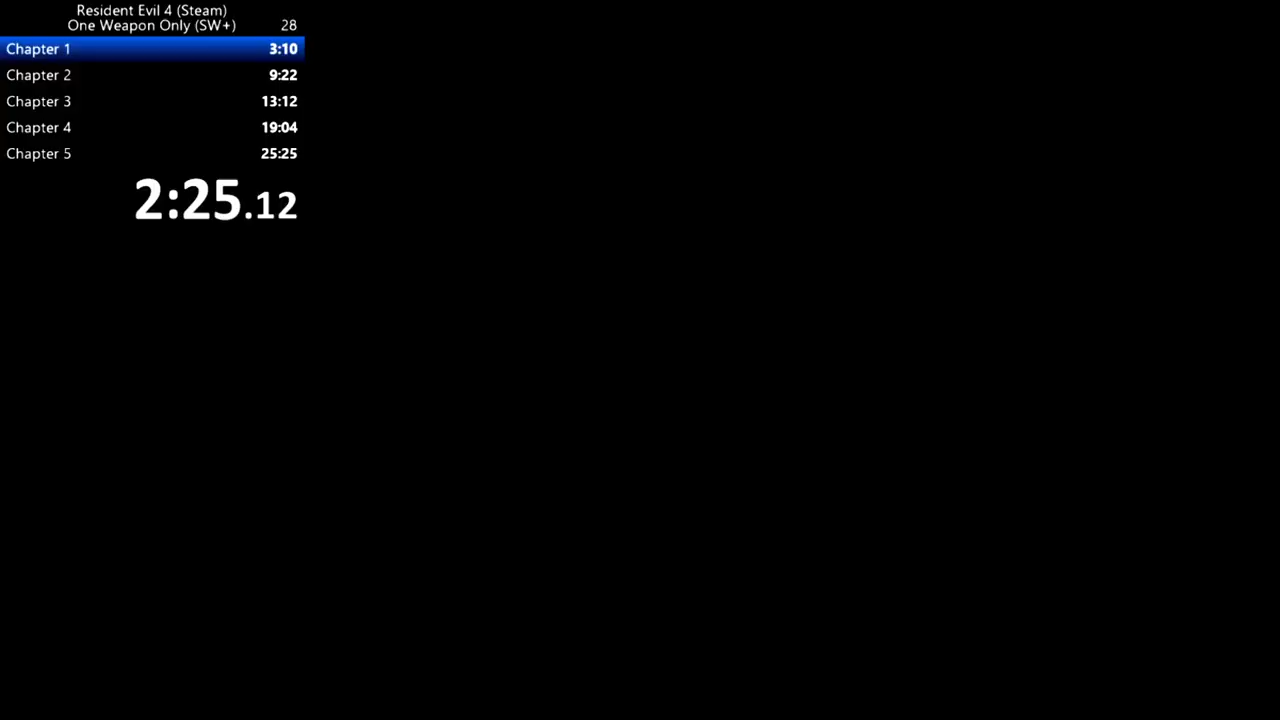 Resident Evil 4 (Steam)
One Weapon Only (SW+) 28
Chapter 1 3:10
Chapter 2 9:22
Chapter 3 13:12
Chapter 4 19:04
Chapter 5 25:25
2:25.12